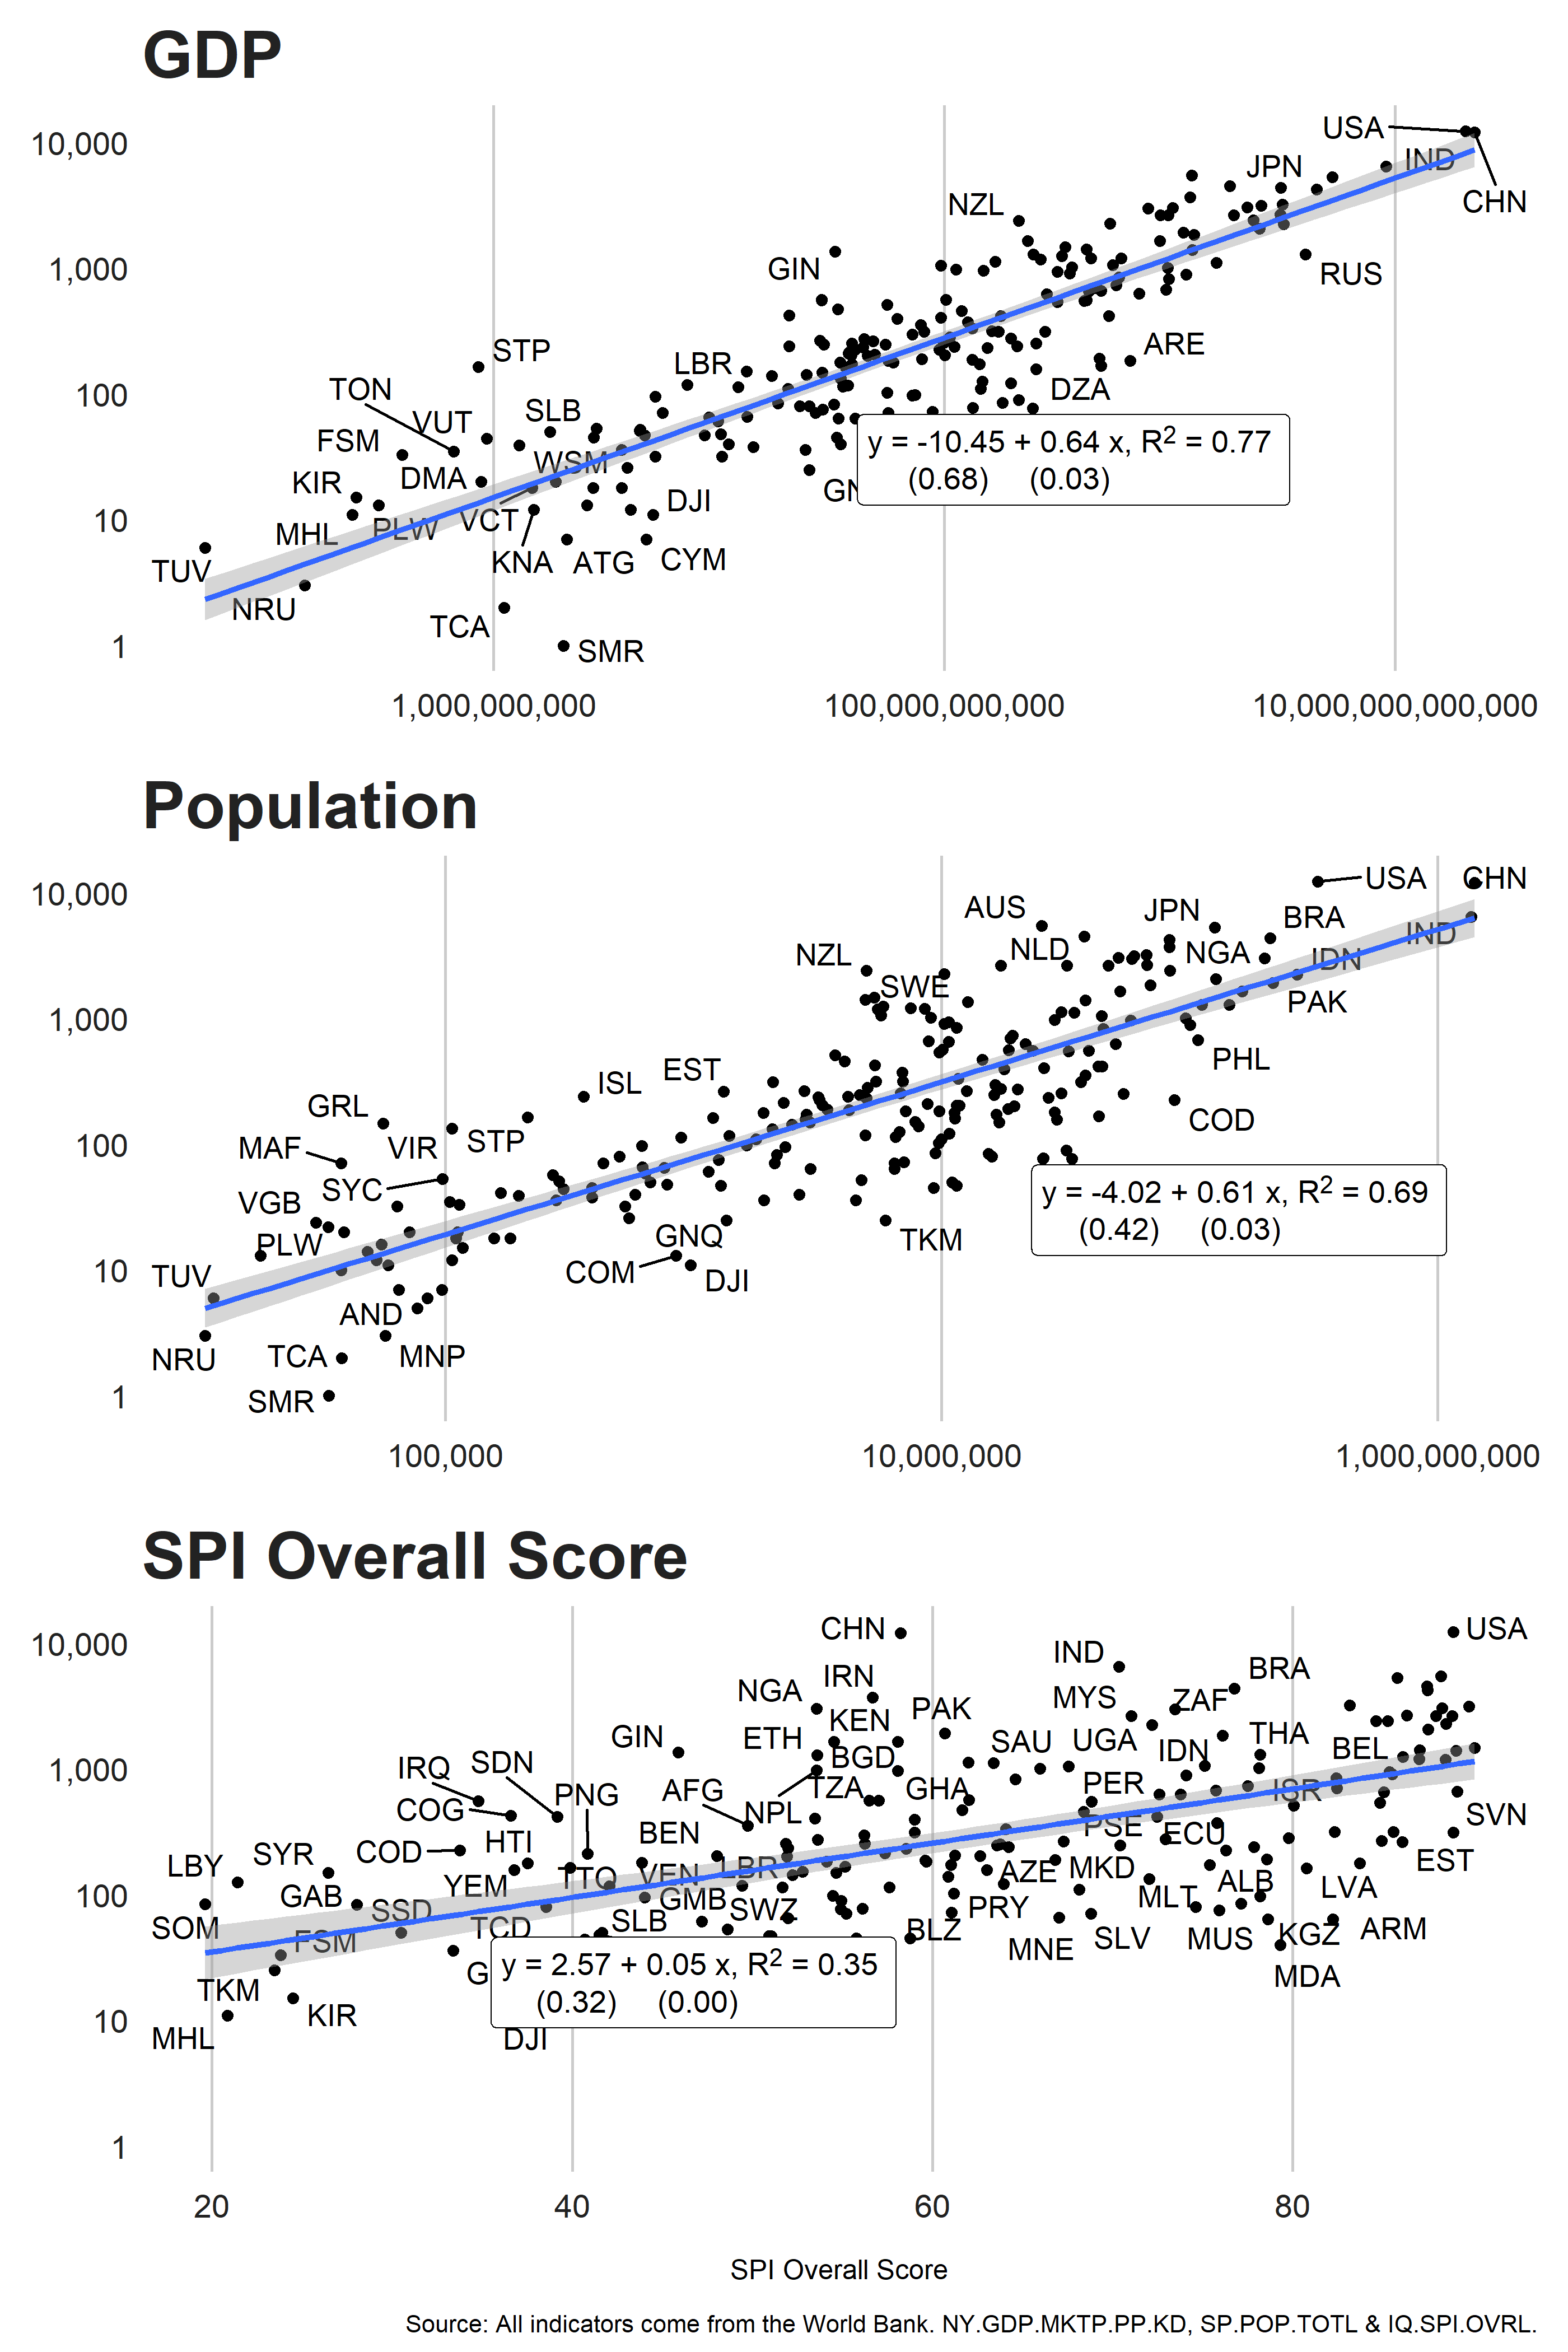 GDP
10,000
1,000
100
10
1
USA
IND
JPN
CHN
NZL
GIN
RUS
STP
ARE
LBR
TON
DZA
VUT
SLB
FSM
WSM
KIR
DMA
DJI
MHL
PLW
VCT
KNA
ATG
CYM
TUV
NRU
TCA
SMR
y = -10.45 + 0.64 x, R2 = 0.77
(0.68) (0.03)
1,000,000,000
100,000,000,000
10,000,000,000,000
Population
10,000
1,000
100
10
1
USA
CHN
AUS
JPN
BRA
NZL
NLD
NGA
IND
IDN
SWE
PAK
EST
ISL
PHL
GRL
COD
MAF
VIR
STP
SYC
VGB
PLW
GNQ
TKM
TUV
COM
DJI
AND
NRU
TCA
MNP
SMR
y = -4.02 + 0.61 x, R2 = 0.69
(0.42) (0.03)
100,000
10,000,000
1,000,000,000
SPI Overall Score
10,000
1,000
100
10
1
CHN
USA
IND
IRN
BRA
NGA
MYS
ZAF
PAK
KEN
GIN
ETH
SAU
UGA
THA
IDN
BEL
BGD
IRQ
SDN
PNG
AFG
TZA
GHA
PER
ISR
COG
NPL
SVN
HTI
BEN
PSE
ECU
COD
SYR
LBY
EST
YEM
TTO
VEN
LBR
AZE
MKD
ALB
LVA
GAB
GMB
SWZ
PRY
MLT
SSD
TCD
SLB
BLZ
MNE
SLV
MUS
KGZ
ARM
SOM
FSM
MDA
TKM
KIR
MHL
DJI
y = 2.57 + 0.05 x, R2 = 0.35
(0.32) (0.00)
20
40
60
80
SPI Overall Score
Source: All indicators come from the World Bank. NY.GDP.MKTP.PP.KD, SP.POP.TOTL & IQ.SPI.OVRL.